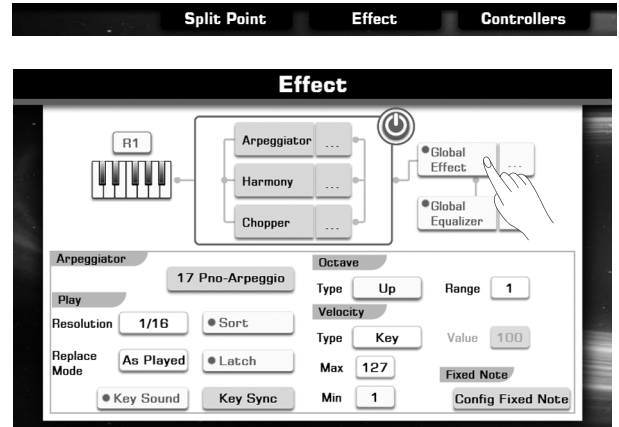 Split Point Effect Controllers
Effect
R1
Arpeggiator ...
Harmony ...
Chopper ...
Global
Effect ...
Global
Equalizer
Arpeggiator
17 Pno-Arpeggio
Play
Resolution 1/16 Sort
Replace
Mode As Played Latch
Key Sound Key Sync
Octave
Type Up Range 1
Velocity
Type Key Value 100
Max 127
Fixed Note
Min 1 Config Fixed Note